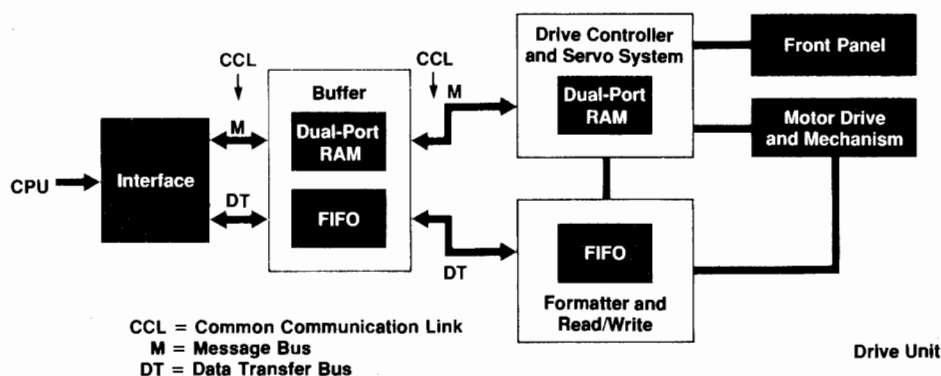 CPU
Interface
CCL
M
DT
Buffer
Dual-Port
RAM
FIFO
CCL
M
DT
Drive Controller
and Servo System
Dual-Port
RAM
FIFO
Formatter and
Read/Write
Front Panel
Motor Drive
and Mechanism
CCL = Common Communication Link
M = Message Bus
DT = Data Transfer Bus
Drive Unit